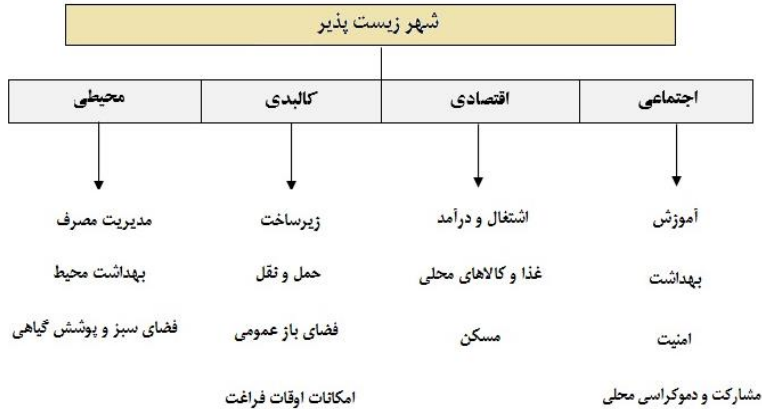 شهر زیست پذیر
اجتماعی
اقتصادی
کالبدی
محیطی
آموزش
بهداشت
امنیت
مشارکت و دموکراسی محلی
اشتغال و درآمد
غذا و کالاهای محلی
مسکن
زیرساخت
حمل و نقل
فضای باز عمومی
امکانات اوقات فراغت
مدیریت مصرف
بهداشت محیط
فضای سبز و پوشش گیاهی